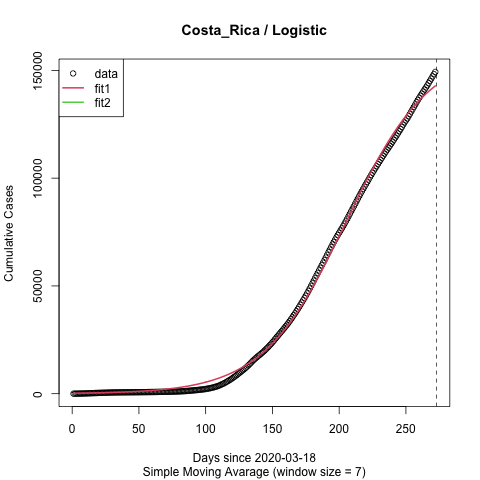 Costa_Rica / Logistic
data
fit1
fit2
Cumulative Cases
0
50000
100000
150000
0 50 100 150 200 250
Days since 2020-03-18
Simple Moving Avarage (window size = 7)